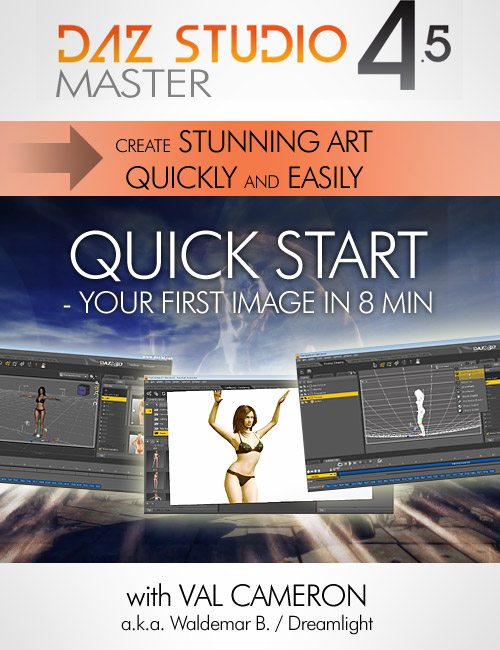 DAZ STUDIO 4.5
MASTER
CREATE STUNNING ART
QUICKLY AND EASILY
QUICK START
- YOUR FIRST IMAGE IN 8 MIN
with VAL CAMERON
a.k.a. Waldemar B. / Dreamlight